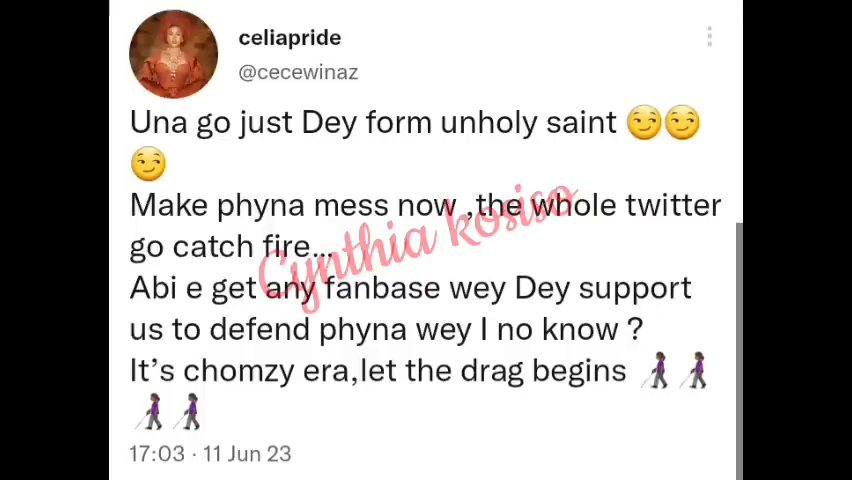 celiapride
@cecewinaz
Una go just Dey form unholy saint 😏😏
😏
Make phyna mess now ,the whole twitter
go catch fire...
Abi e get any fanbase wey Dey support
us to defend phyna wey I no know ?
It's chomzy era,let the drag begins 👩🏾‍🦯👩🏾‍🦯
👩🏾‍🦯👩🏾‍🦯
17:03 · 11 Jun 23
Cynthia kosiso